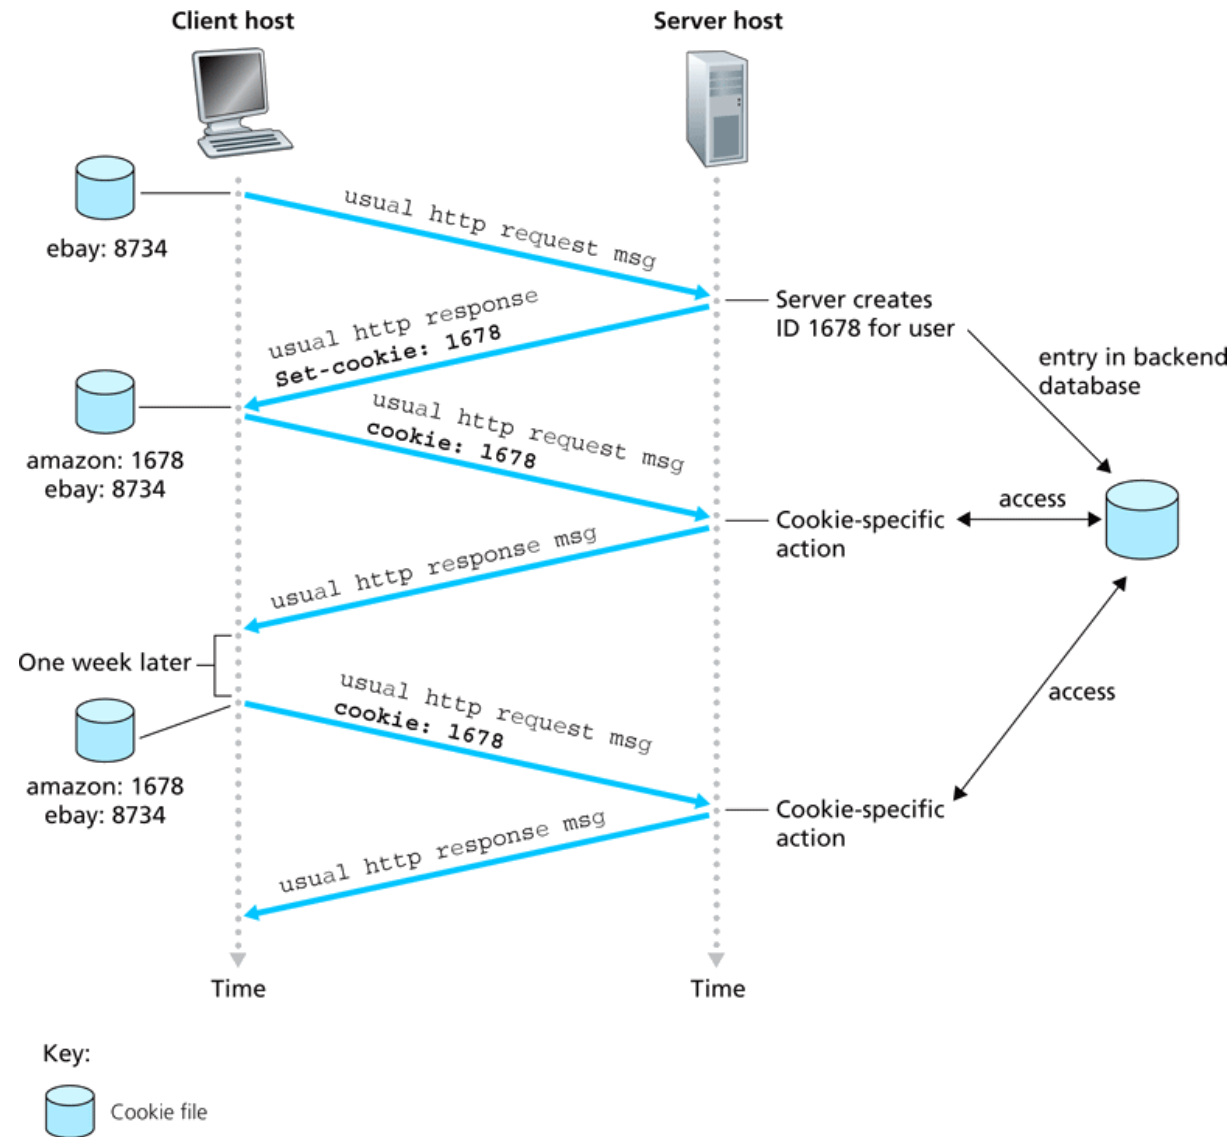 Client host
Server host
usual http request msg
ebay: 8734
Server creates
ID 1678 for user
usual http response
Set-cookie: 1678
entry in backend
database
usual http request msg
cookie: 1678
amazon: 1678
ebay: 8734
access
Cookie-specific
action
usual http response msg
One week later
usual http request msg
cookie: 1678
access
amazon: 1678
ebay: 8734
Cookie-specific
action
usual http response msg
Time
Time
Key:
Cookie file